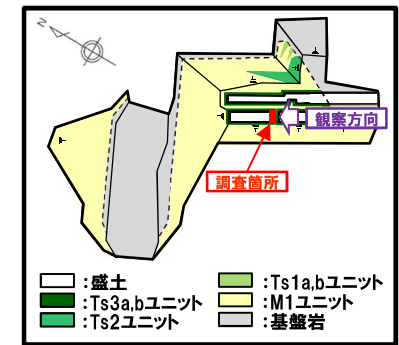 N
観察方向
調査箇所
:盛土
:Ts3a,bユニット
:Ts2ユニット
:Ts1a,bユニット
:M1ユニット
:基盤岩